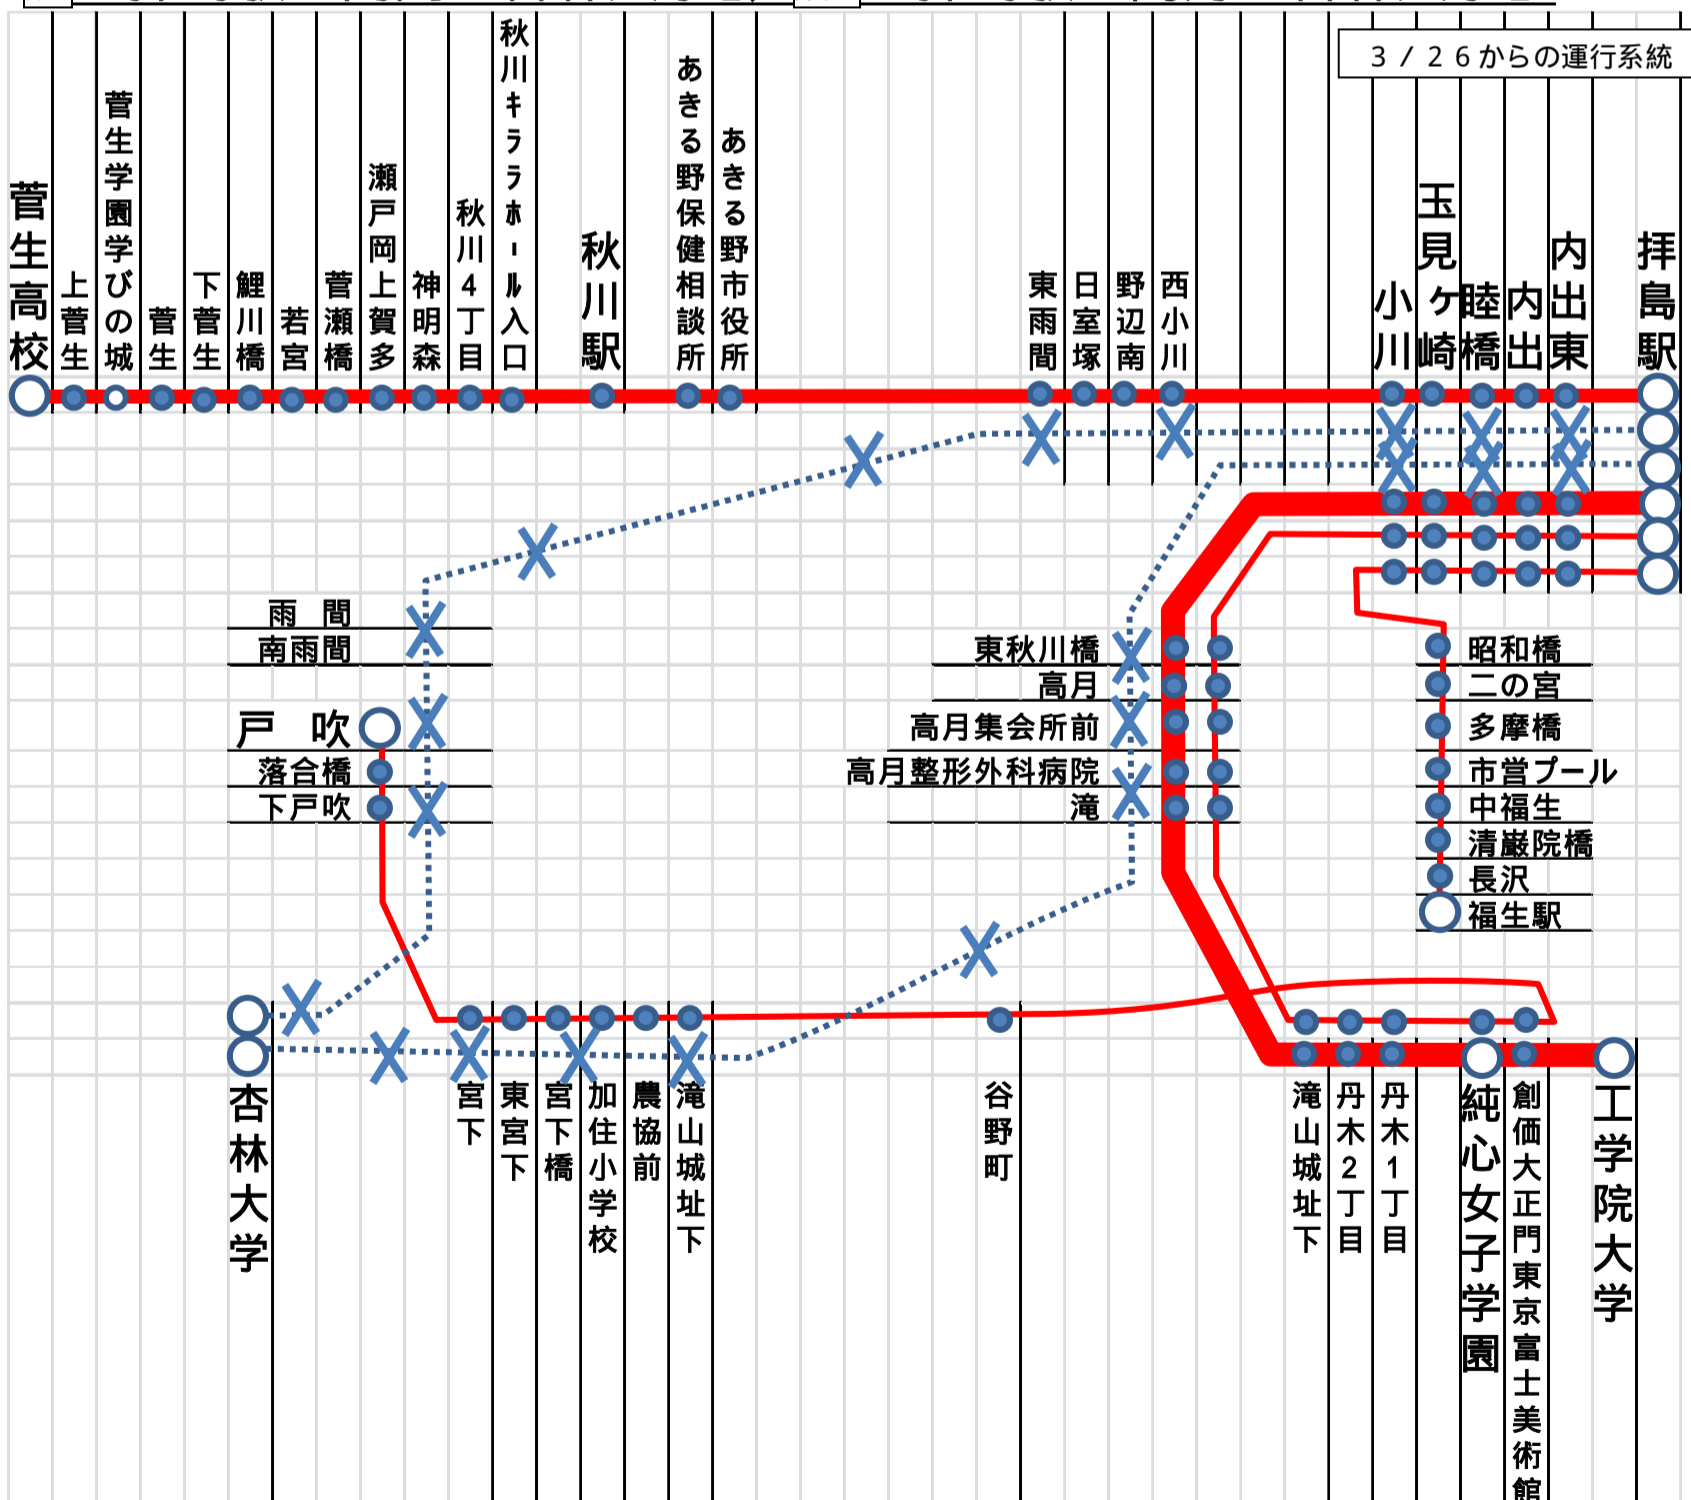 3/26からの運行系統
菅生高校
上菅生
菅生学園学びの城
菅生
下菅生
鯉川橋
若宮
菅瀬橋
瀬戸岡上賀多
神明森
秋川4丁目
秋川キララホール入口
秋川駅
あきる野保健相談所
あきる野市役所
東雨間
日室塚
野辺南
西小川
小川
玉見ヶ崎
睦橋
内出
内出東
拝島駅
雨 間
南雨間
戸 吹
落合橋
下戸吹
東秋川橋
高月
高月集会所前
高月整形外科病院
滝
昭和橋
二の宮
多摩橋
市営プール
中福生
清巌院橋
長沢
福生駅
杏林大学
宮下
東宮下
宮下橋
加住小学校
農協前
滝山城址下
谷野町
滝山城址下
丹木2丁目
丹木1丁目
純心女子学園
創価大正門東京富士美術館
工学院大学